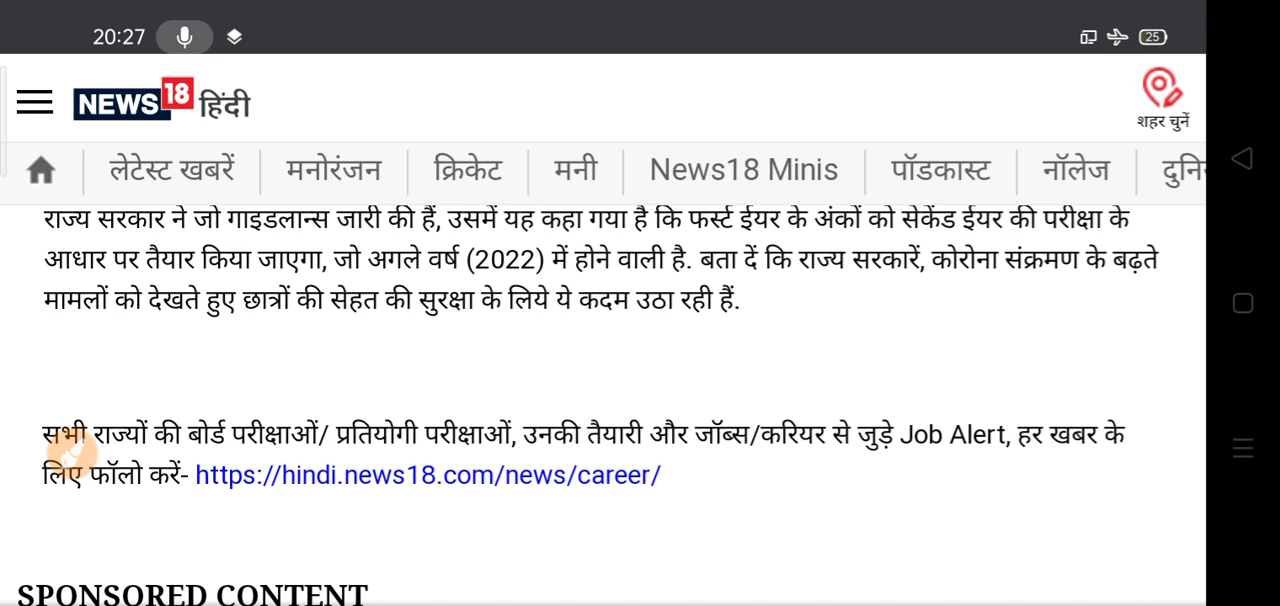 20:27
25
NEWS18 हिंदी
शहर चुनें
लेटेस्ट खबरें मनोरंजन क्रिकेट मनी News18 Minis पॉडकास्ट नॉलेज
राज्य सरकार ने जो गाइडलान्स जारी की हैं, उसमें यह कहा गया है कि फर्स्ट ईयर के अंकों को सेकेंड ईयर की परीक्षा के
आधार पर तैयार किया जाएगा, जो अगले वर्ष (2022) में होने वाली है. बता दें कि राज्य सरकारें, कोरोना संक्रमण के बढ़ते
मामलों को देखते हुए छात्रों की सेहत की सुरक्षा के लिये ये कदम उठा रही हैं.
सभी राज्यों की बोर्ड परीक्षाओं/ प्रतियोगी परीक्षाओं, उनकी तैयारी और जॉब्स/करियर से जुड़े Job Alert, हर खबर के
लिए फॉलो करें- https://hindi.news18.com/news/career/
SPONSORED CONTENT